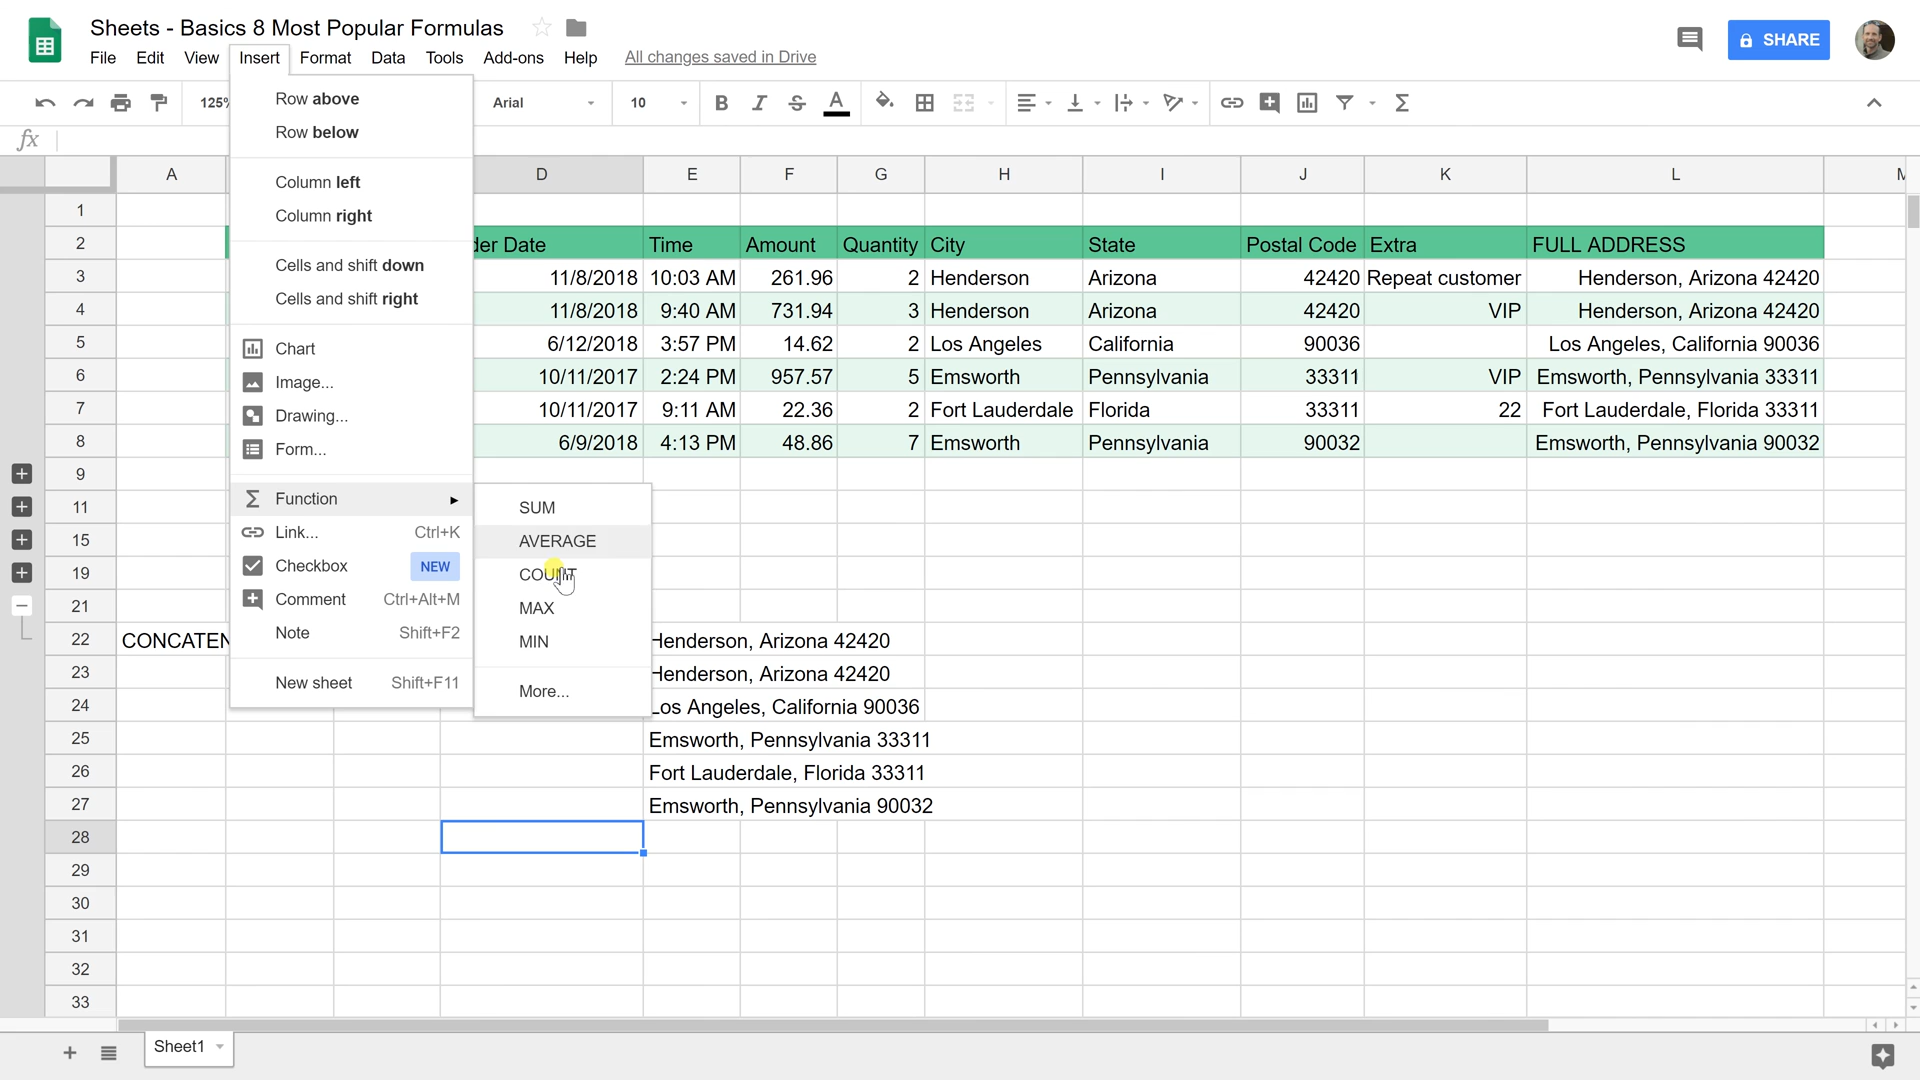 Sheets - Basics 8 Most Popular Formulas
File Edit View Insert Format Data Tools Add-ons Help All changes saved in Drive
SHARE
125% Arial 10
fx
A D E F G H I J K L
1
2 der Date Time Amount Quantity City State Postal Code Extra FULL ADDRESS
3 11/8/2018 10:03 AM 261.96 2 Henderson Arizona 42420 Repeat customer Henderson, Arizona 42420
4 11/8/2018 9:40 AM 731.94 3 Henderson Arizona 42420 VIP Henderson, Arizona 42420
5 6/12/2018 3:57 PM 14.62 2 Los Angeles California 90036 Los Angeles, California 90036
6 10/11/2017 2:24 PM 957.57 5 Emsworth Pennsylvania 33311 VIP Emsworth, Pennsylvania 33311
7 10/11/2017 9:11 AM 22.36 2 Fort Lauderdale Florida 33311 22 Fort Lauderdale, Florida 33311
8 6/9/2018 4:13 PM 48.86 7 Emsworth Pennsylvania 90032 Emsworth, Pennsylvania 90032
9
11
15
19
21
22 CONCATEN Henderson, Arizona 42420
23 Henderson, Arizona 42420
24 Los Angeles, California 90036
25 Emsworth, Pennsylvania 33311
26 Fort Lauderdale, Florida 33311
27 Emsworth, Pennsylvania 90032
28
29
30
31
32
33
Row above
Row below
Column left
Column right
Cells and shift down
Cells and shift right
Chart
Image...
Drawing...
Form...
Function
Link... Ctrl+K
Checkbox NEW
Comment Ctrl+Alt+M
Note Shift+F2
New sheet Shift+F11
SUM
AVERAGE
COUNT
MAX
MIN
More...
Sheet1